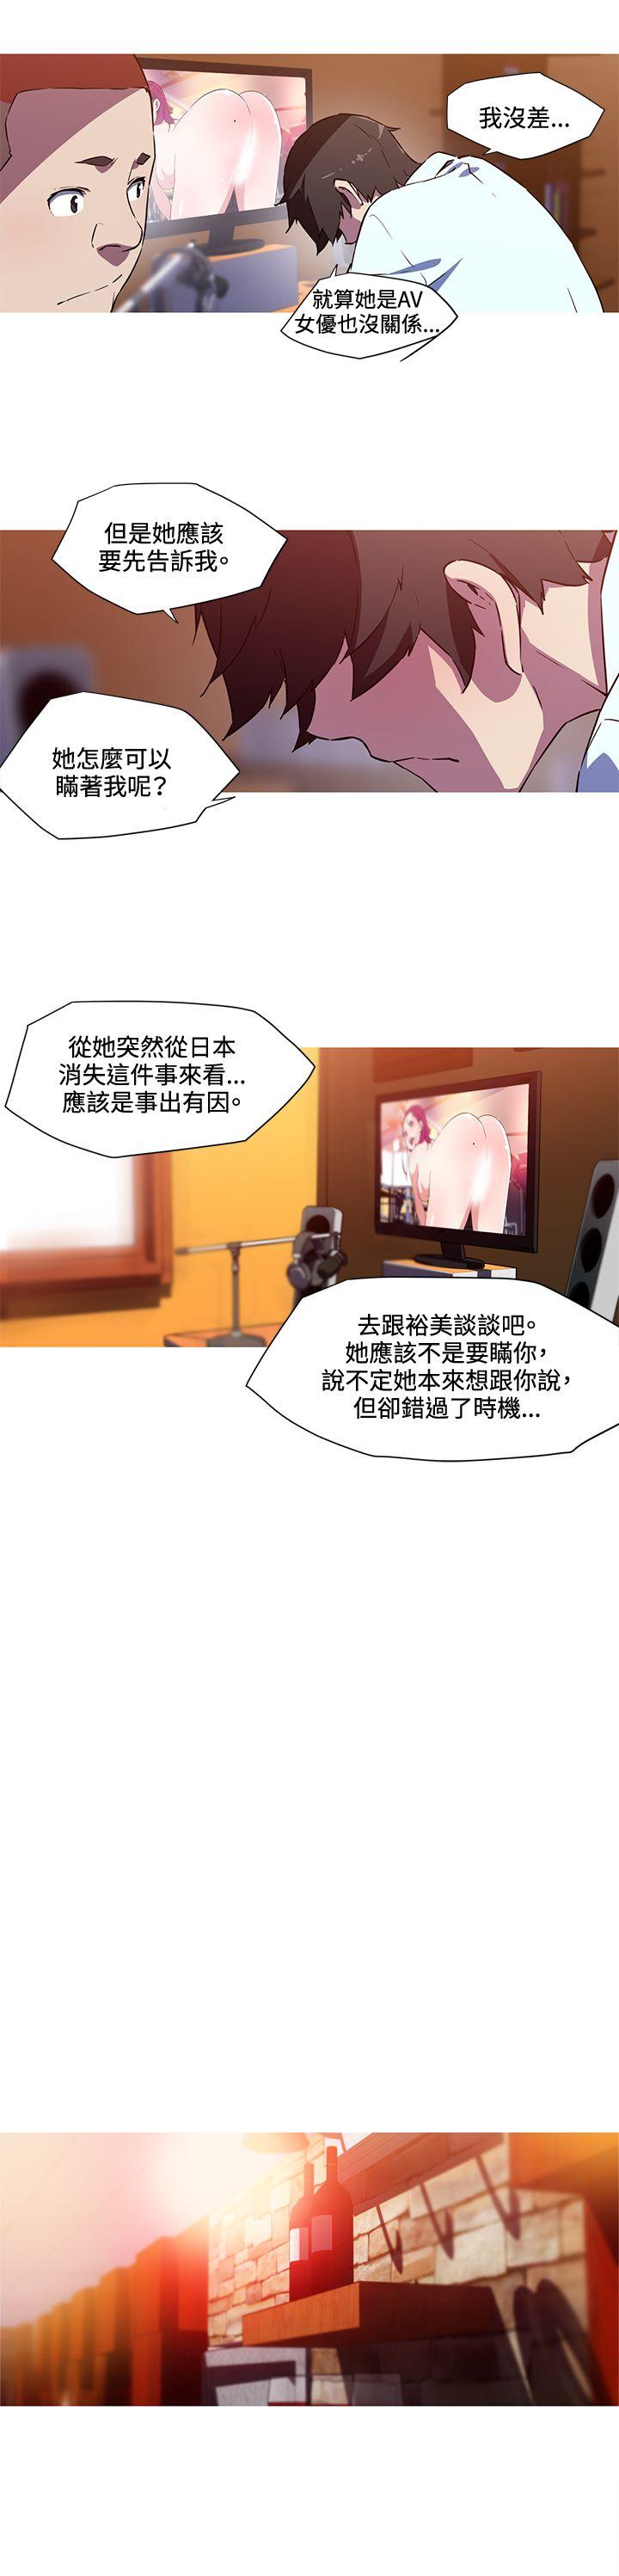 我沒差…
就算她是AV
女優也沒關係…
但是她應該
要先告訴我。
她怎麼可以
瞞著我呢？
從她突然從日本
消失這件事來看…
應該是事出有因。
去跟裕美談談吧。
她應該不是要瞞你，
說不定她本來想跟你說，
但卻錯過了時機…